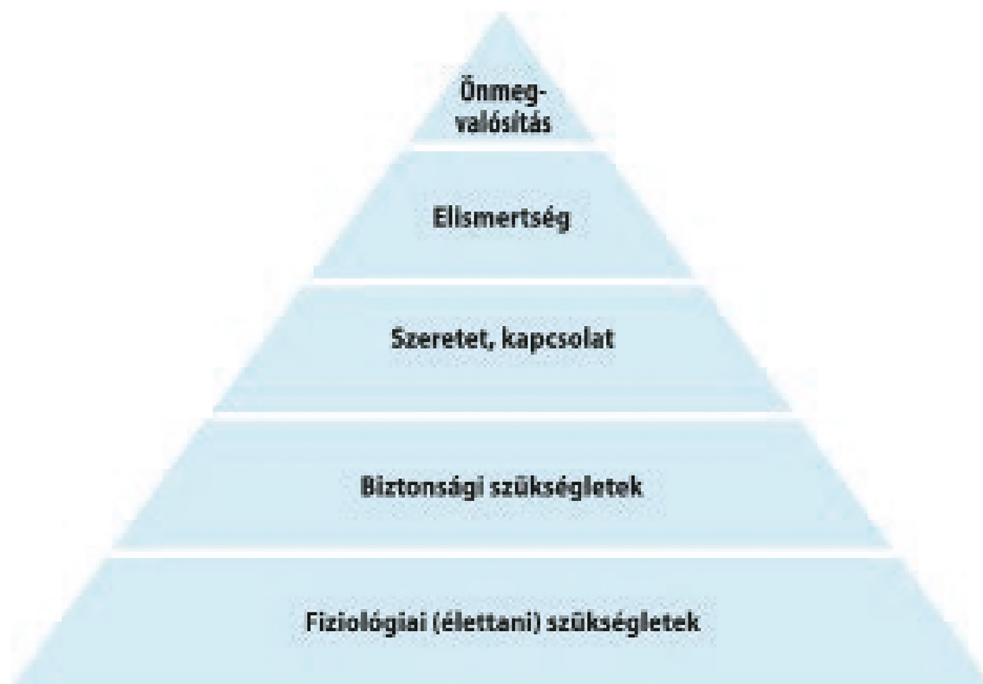 Önmeg-
valósítás
Elismertség
Szeretet, kapcsolat
Biztonsági szükségletek
Fiziológiai (élettani) szükségletek